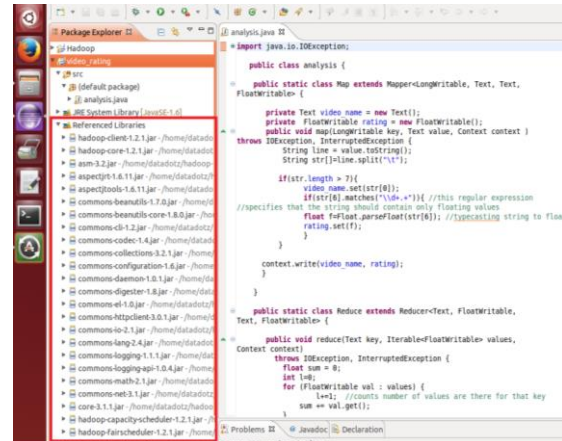 Package Explorer
Hadoop
video_rating
src
(default package)
analysis.java
JRE System Library [JavaSE-1.6]
Referenced Libraries
hadoop-client-1.2.1.jar - /home/datado
hadoop-core-1.2.1.jar - /home/datadotz
asm-3.2.jar - /home/datadotz/hadoop-
aspectjrt-1.6.11.jar - /home/datadotz
aspectjtools-1.6.11.jar - /home/datado
commons-beanutils-1.7.0.jar - /home/d
commons-beanutils-core-1.8.0.jar - /ho
commons-cli-1.2.jar - /home/datadotz/
commons-codec-1.4.jar - /home/datado
commons-collections-3.2.1.jar - /home
commons-configuration-1.6.jar - /home
commons-daemon-1.0.1.jar - /home/da
commons-digester-1.8.jar - /home/dat
commons-el-1.0.jar - /home/datadotz/
commons-httpclient-3.0.1.jar - /home/d
commons-io-2.1.jar - /home/datadotz/
commons-lang-2.4.jar - /home/datado
commons-logging-1.1.1.jar - /home/dat
commons-logging-api-1.0.4.jar - /home
commons-math-2.1.jar - /home/datado
commons-net-3.1.jar - /home/datadotz
core-3.1.1.jar - /home/datadotz/hadoo
hadoop-capacity-scheduler-1.2.1.jar - /
hadoop-fairscheduler-1.2.1.jar - /home
analysis.java
import java.io.IOException;
public class analysis {
public static class Map extends Mapper<LongWritable, Text, Text,
FloatWritable> {
private Text video_name = new Text();
private FloatWritable rating = new FloatWritable();
public void map(LongWritable key, Text value, Context context )
throws IOException, InterruptedException {
String line = value.toString();
String str[]=line.split("\t");
if(str.length > 7){
video_name.set(str[0]);
if(str[6].matches("\\d+.+")){ //this regular expression
//specifies that the string should contain only floating values
float f=Float.parseFloat(str[6]); //typecasting string to floa
rating.set(f);
}
}
context.write(video_name, rating);
}
}
public static class Reduce extends Reducer<Text, FloatWritable,
Text, FloatWritable> {
public void reduce(Text key, Iterable<FloatWritable> values,
Context context)
throws IOException, InterruptedException {
float sum = 0;
int l=0;
for (FloatWritable val : values) {
l+=1; //counts number of values are there for that key
sum += val.get();
}
Problems
Javadoc
Declaration